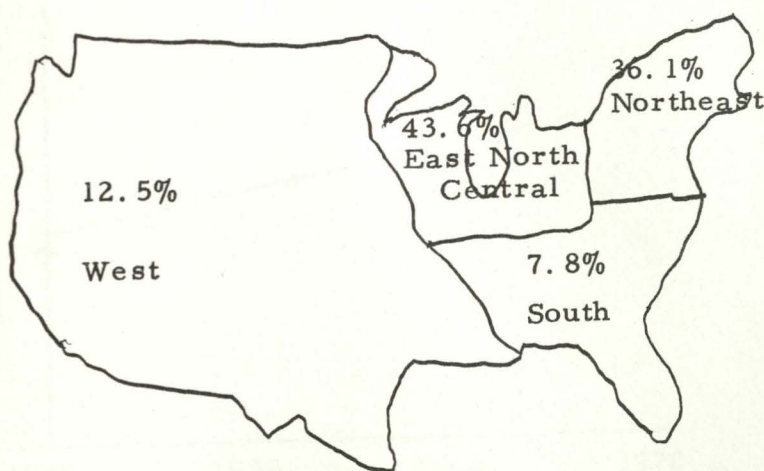 36.1%
Northeast
43.6%
East North
Central
12.5%
West
7.8%
South